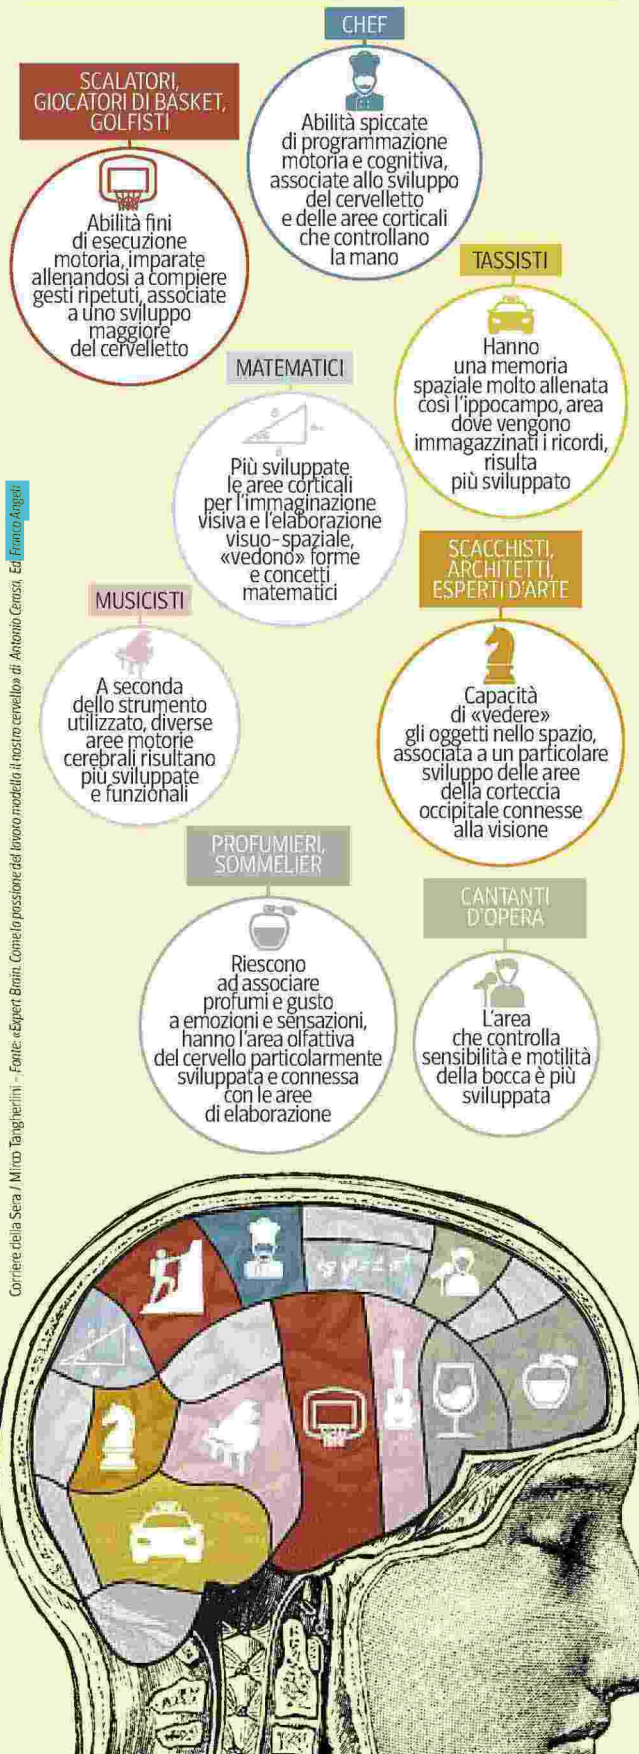 CHEF
Abilità spiccate
di programmazione
motoria e cognitiva,
associate allo sviluppo
del cervelletto
e delle aree corticali
che controllano
la mano
SCALATORI,
GIOCATORI DI BASKET,
GOLFISTI
Abilità fini
di esecuzione
motoria, imparate
allenandosi a compiere
gesti ripetuti, associate
a uno sviluppo
maggiore
del cervelletto
TASSISTI
Hanno
una memoria
spaziale molto allenata
così l'ippocampo, area
dove vengono
immagazzinati i ricordi,
risulta
più sviluppato
MATEMATICI
Più sviluppate
le aree corticali
per l'immaginazione
visiva e l'elaborazione
visuo-spaziale,
«vedono» forme
e concetti
matematici
SCACCHISTI,
ARCHITETTI,
ESPERTI D'ARTE
Capacità
di «vedere»
gli oggetti nello spazio,
associata a un particolare
sviluppo delle aree
della corteccia
occipitale connesse
alla visione
MUSICISTI
A seconda
dello strumento
utilizzato, diverse
aree motorie
cerebrali risultano
più sviluppate
e funzionali
PROFUMIERI,
SOMMELIER
Riescono
ad associare
profumi e gusto
a emozioni e sensazioni,
hanno l'area olfattiva
del cervello particolarmente
sviluppata e connessa
con le aree
di elaborazione
CANTANTI
D'OPERA
L'area
che controlla
sensibilità e motilità
della bocca è più
sviluppata
Corriere della Sera / Mirco Tangherlini - Fonte: «Expert Brain. Come la passione del lavoro modella il nostro cervello» di Antonio Cerasa, Ed. Franco Angeli